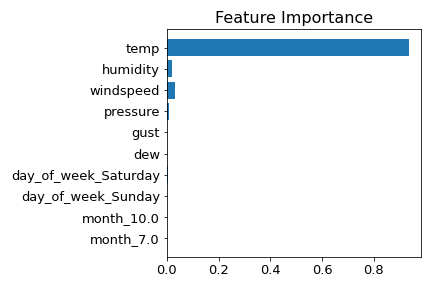 Feature Importance
temp
humidity
windspeed
pressure
gust
dew
day_of_week_Saturday
day_of_week_Sunday
month_10.0
month_7.0
0.0 0.2 0.4 0.6 0.8